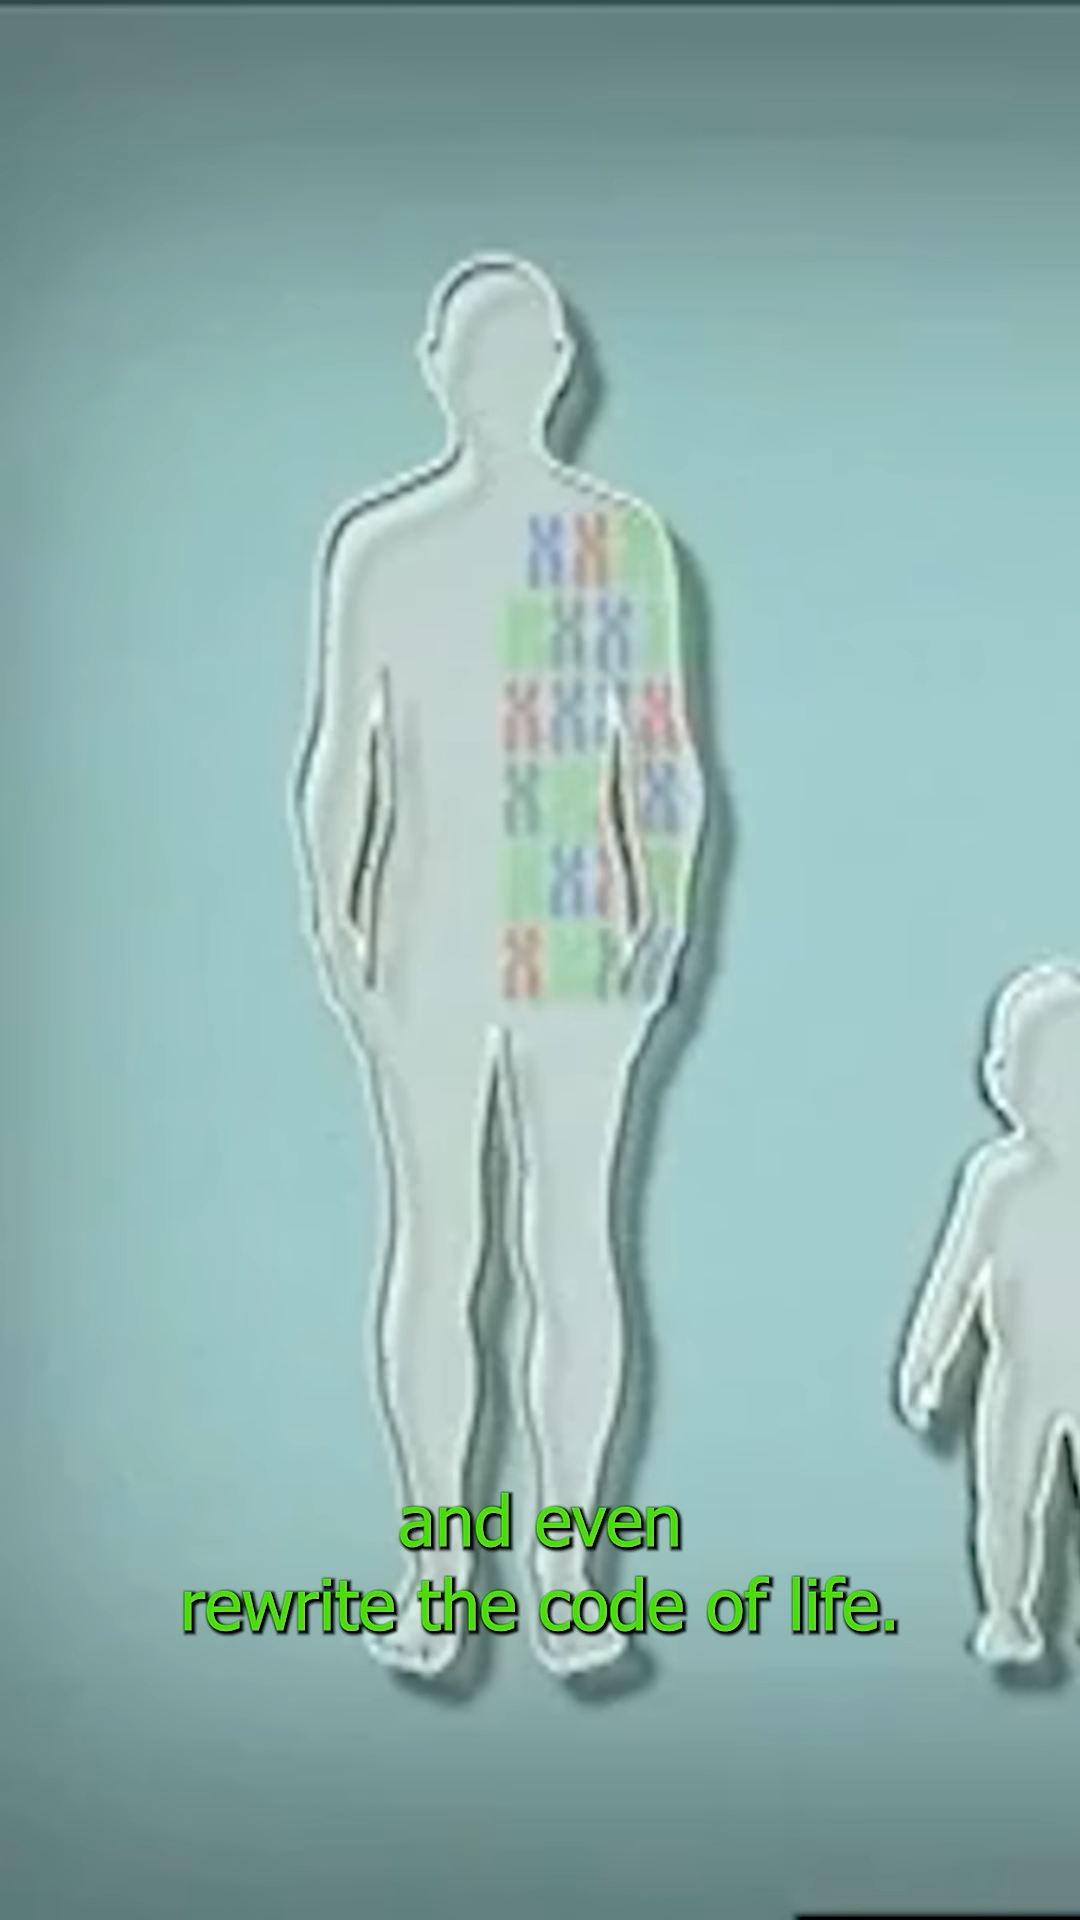 and even
rewrite the code of life.